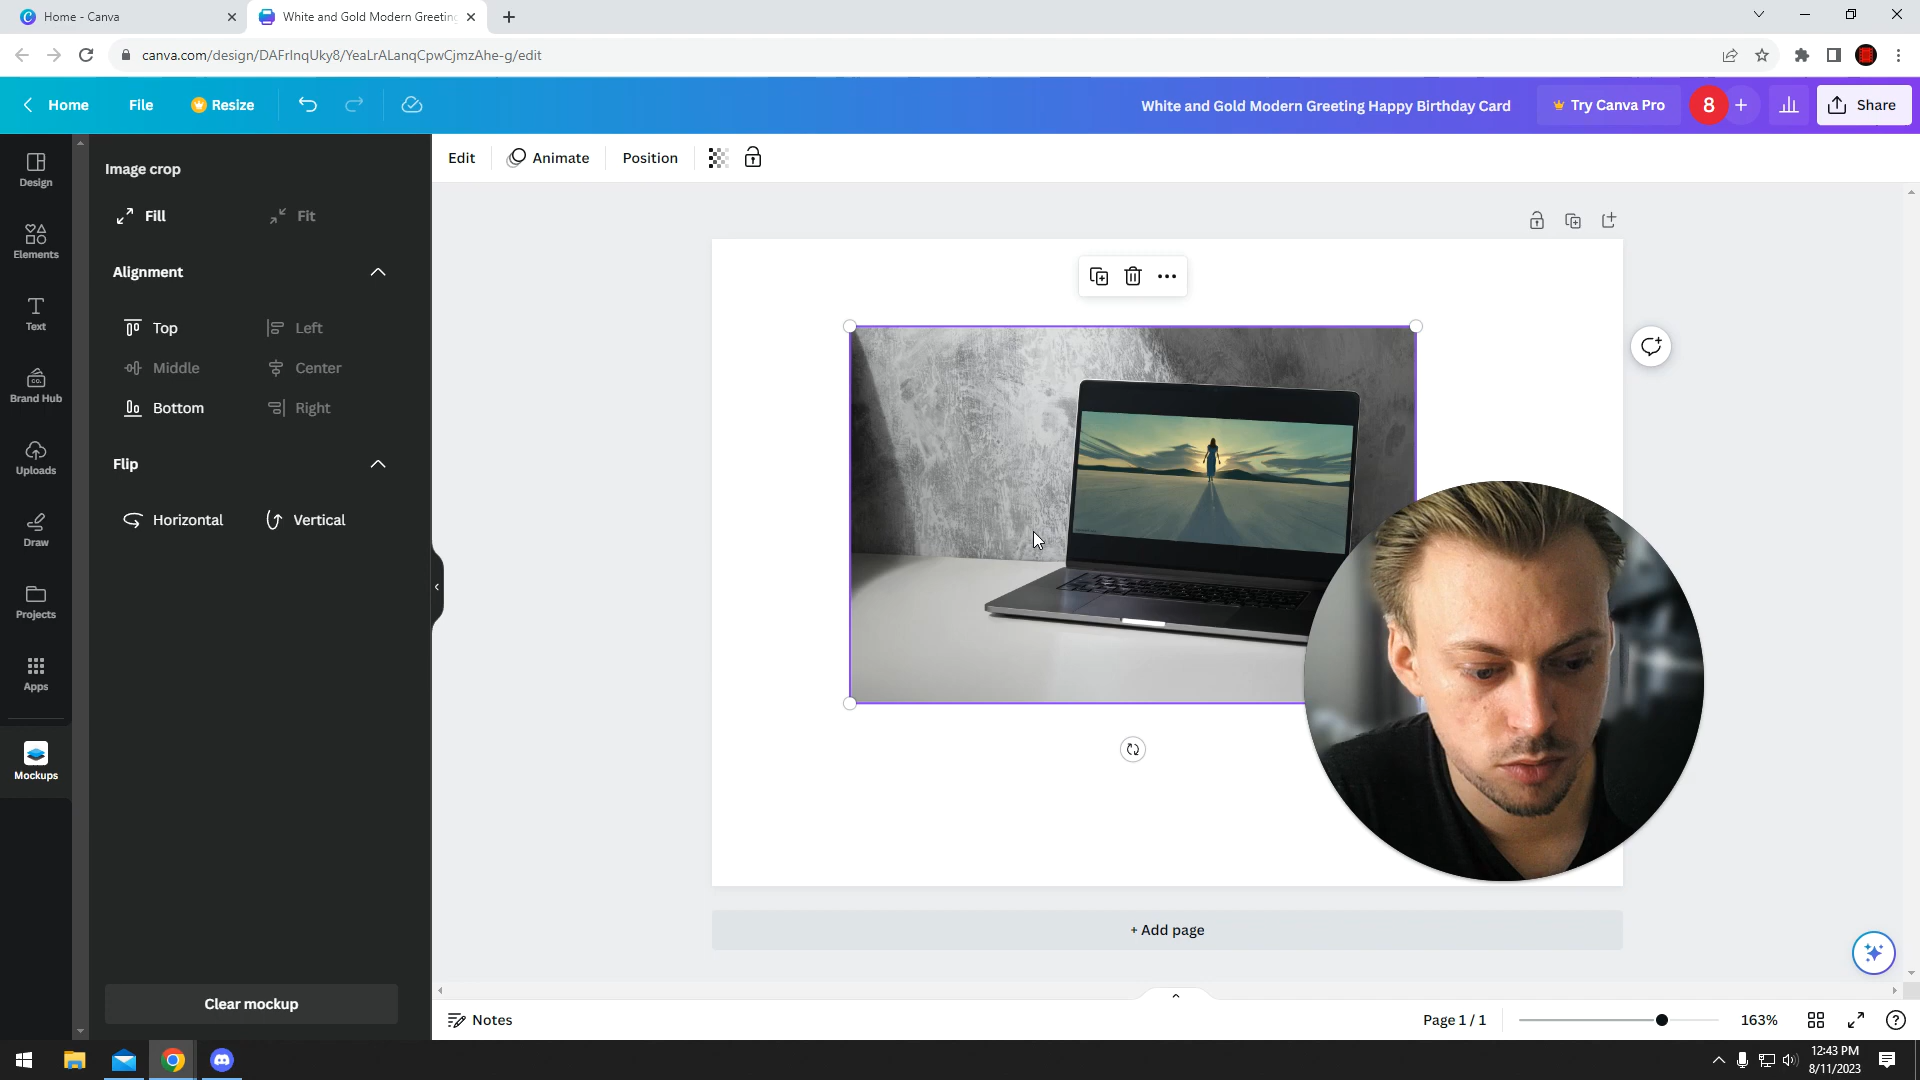 Home - Canva
White and Gold Modern Greeting
canva.com/design/DAFrInqUky8/YeaLrALanqCpwCjmzAhe-g/edit
Home
File
Resize
White and Gold Modern Greeting Happy Birthday Card
Try Canva Pro
8
Share
Design
Elements
Text
Brand Hub
Uploads
Draw
Projects
Apps
Mockups
Image crop
Fill
Fit
Alignment
Top
Left
Middle
Center
Bottom
Right
Flip
Horizontal
Vertical
Clear mockup
Edit
Animate
Position
+ Add page
Notes
Page 1 / 1
163%
12:43 PM
8/11/2023